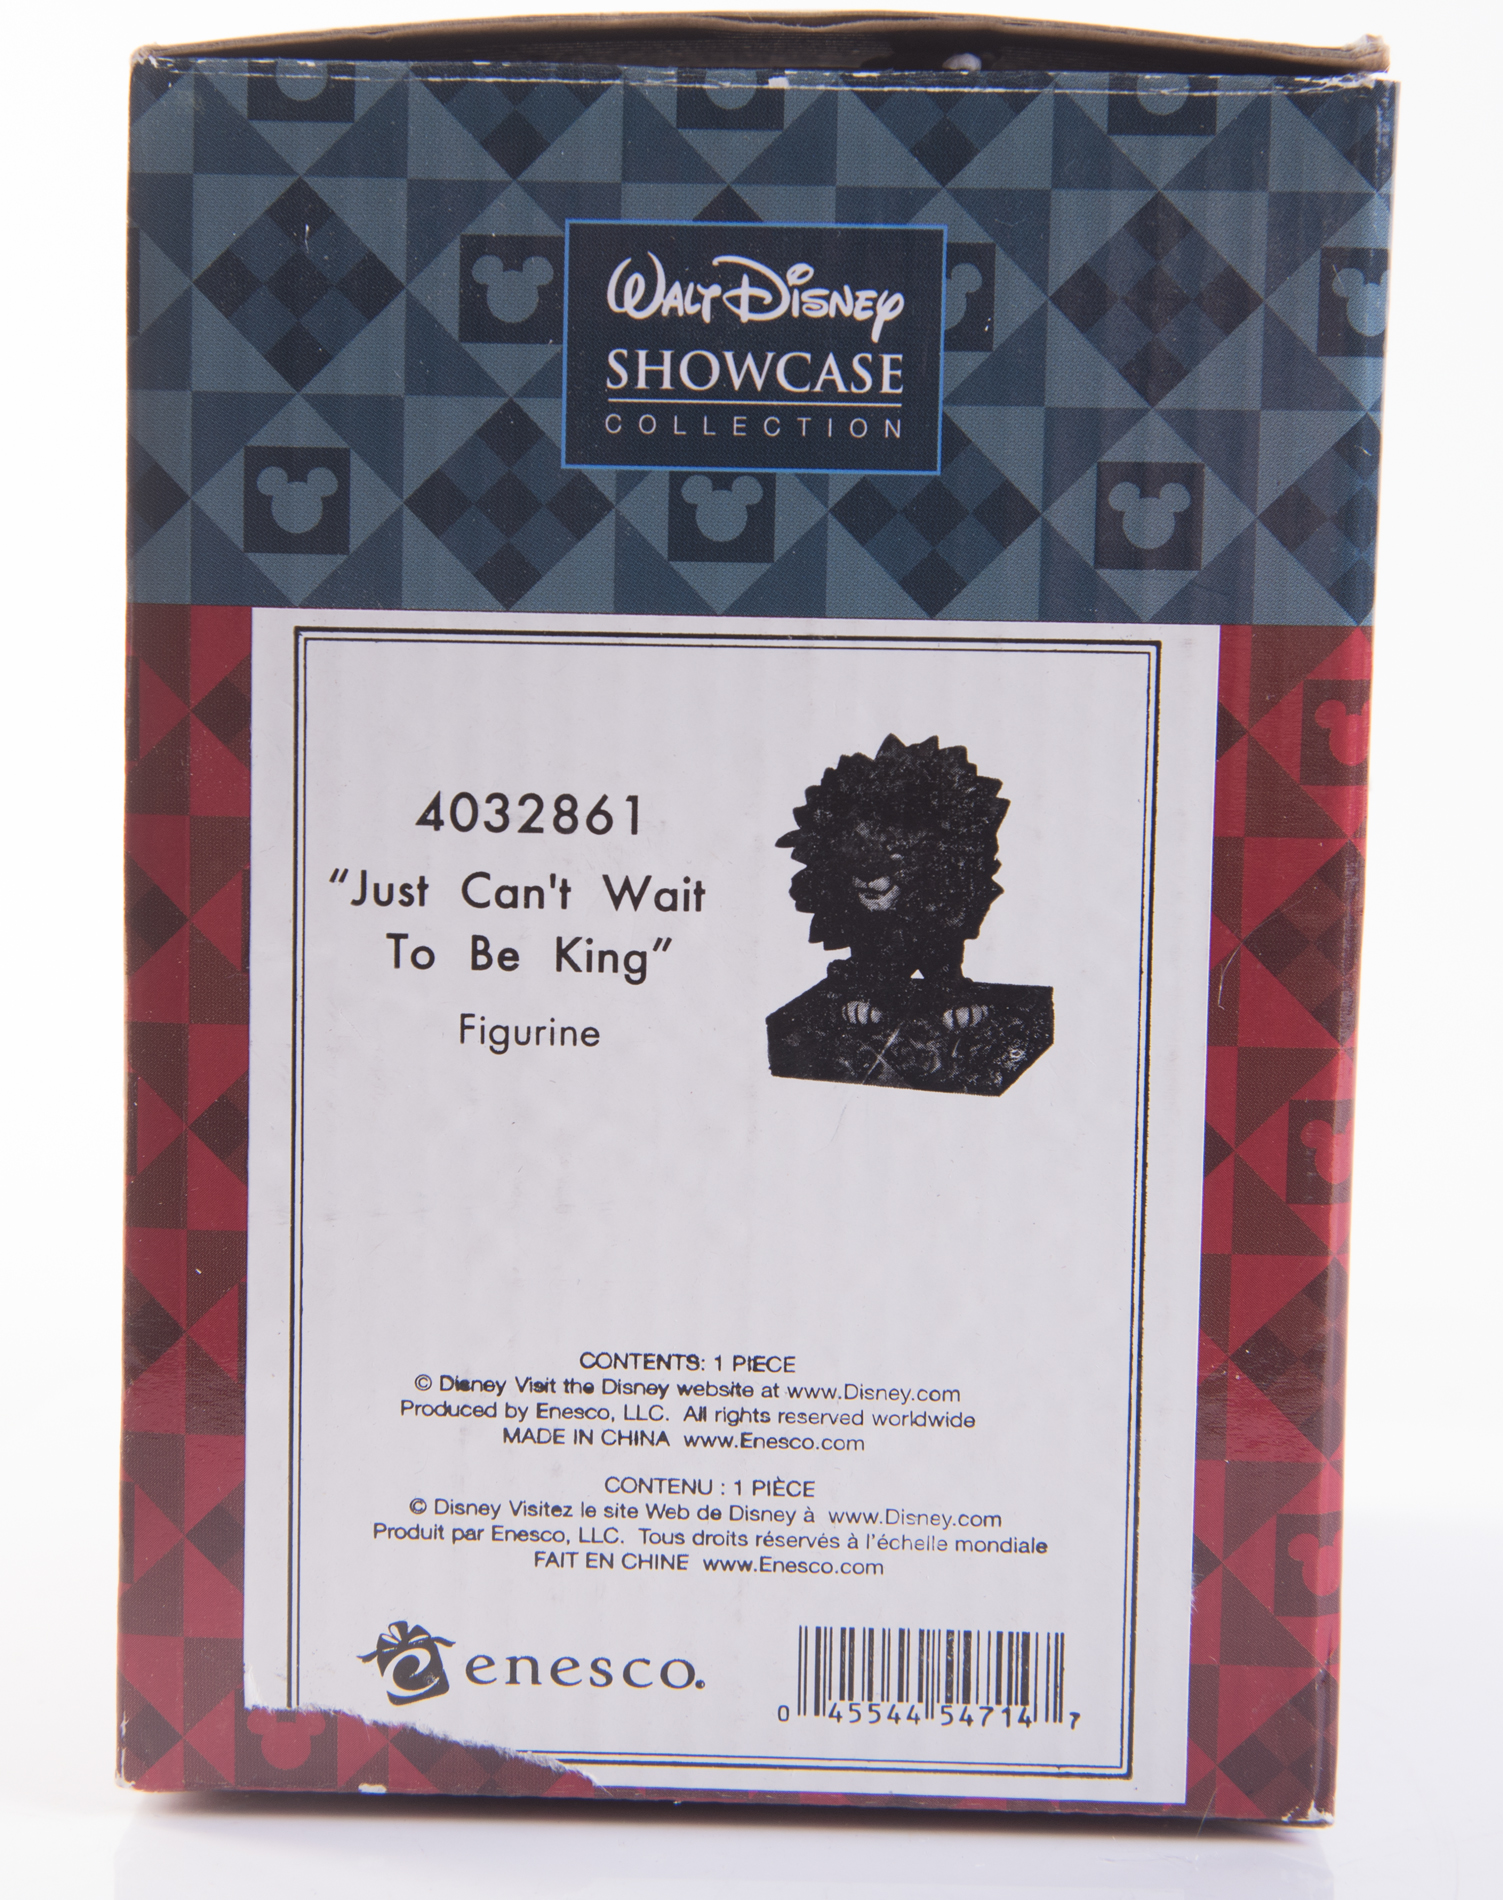 WALT DISNEY
SHOWCASE
COLLECTION
4032861
"Just Can't Wait
To Be King"
Figurine
CONTENTS: 1 PIECE
© Disney Visit the Disney website at www.Disney.com
Produced by Enesco, LLC. All rights reserved worldwide
MADE IN CHINA www.Enesco.com
CONTENU : 1 PIÈCE
© Disney Visitez le site Web de Disney à www.Disney.com
Produit par Enesco, LLC. Tous droits réservés à l'échelle mondiale
FAIT EN CHINE www.Enesco.com
enesco.
0 45544 54714 7